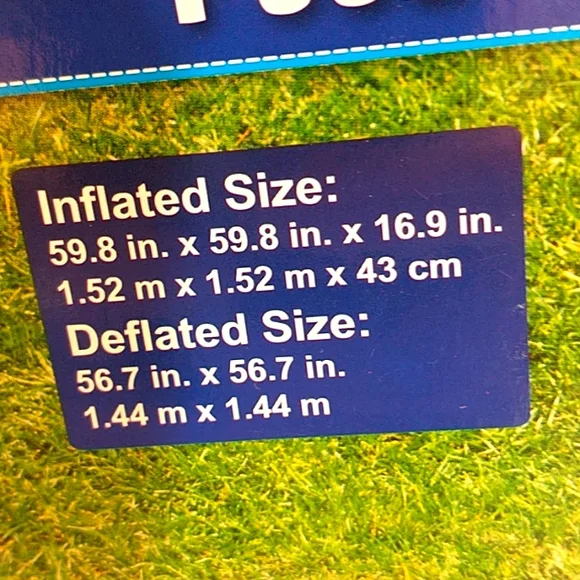 Inflated Size:
59.8 in. x 59.8 in. x 16.9 in.
1.52 m x 1.52 m x 43 cm
Deflated Size:
56.7 in. x 56.7 in.
1.44 m x 1.44 m